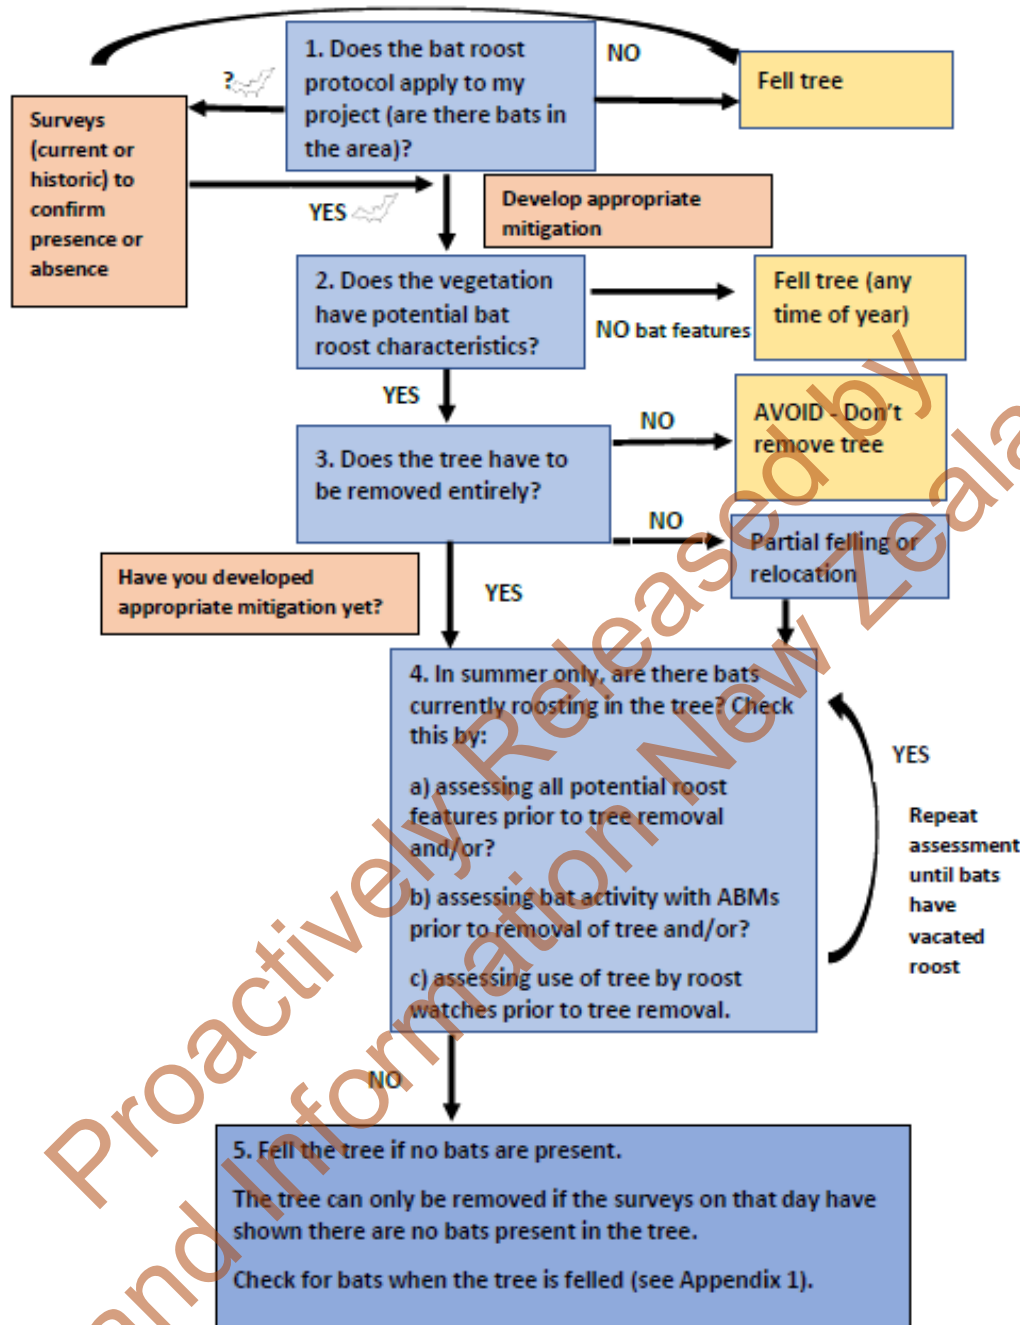 1. Does the bat roost
protocol apply to my
project (are there bats in
the area)?
NO
Fell tree
?
Surveys
(current or
historic) to
confirm
presence or
absence
YES
Develop appropriate
mitigation
2. Does the vegetation
have potential bat
roost characteristics?
NO bat features
Fell tree (any
time of year)
YES
3. Does the tree have to
be removed entirely?
NO
AVOID - Don't
remove tree
NO
Partial felling or
relocation
Have you developed
appropriate mitigation yet?
YES
4. In summer only, are there bats
currently roosting in the tree? Check
this by:
a) assessing all potential roost
features prior to tree removal
and/or?
b) assessing bat activity with ABMs
prior to removal of tree and/or?
c) assessing use of tree by roost
watches prior to tree removal.
YES
Repeat
assessment
until bats
have
vacated
roost
NO
5. Fell the tree if no bats are present.
The tree can only be removed if the surveys on that day have
shown there are no bats present in the tree.
Check for bats when the tree is felled (see Appendix 1).
Proactively Released by
and Information New Zeala